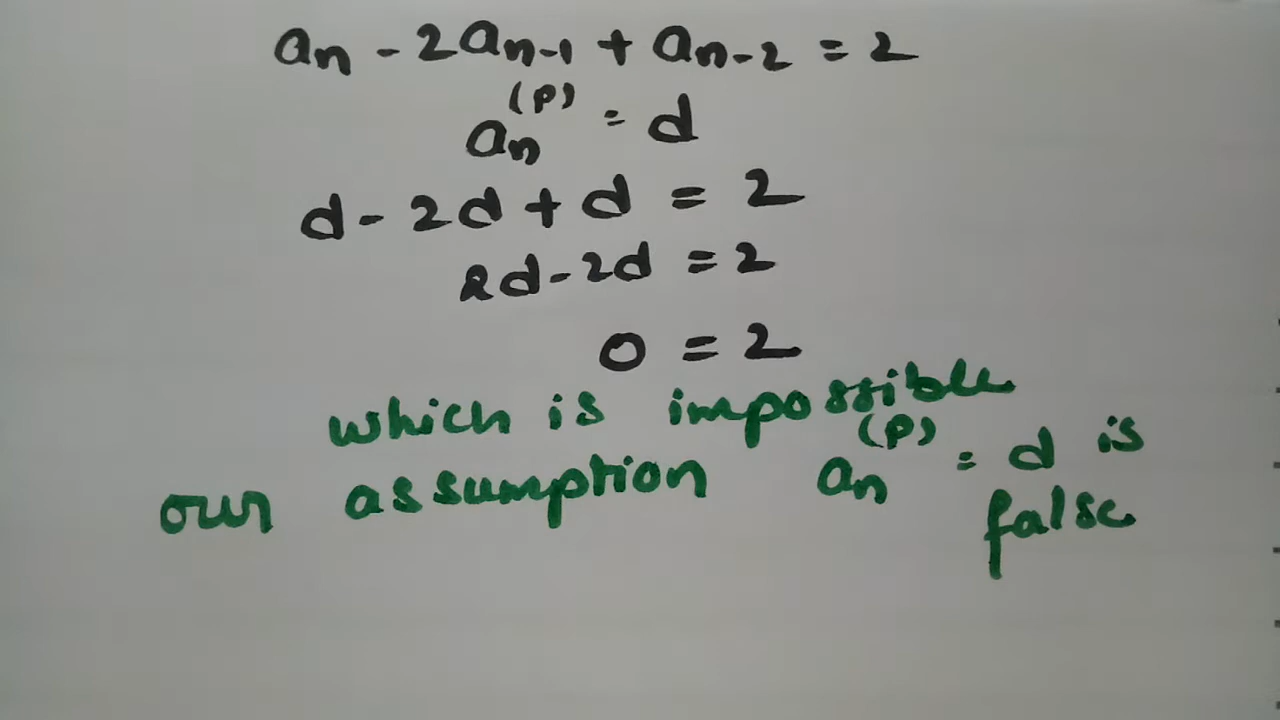 an - 2an-1 + an-2 = 2
an(P) = d
d - 2d + d = 2
2d - 2d = 2
0 = 2
which is impossible
our assumption an(P) = d is
false